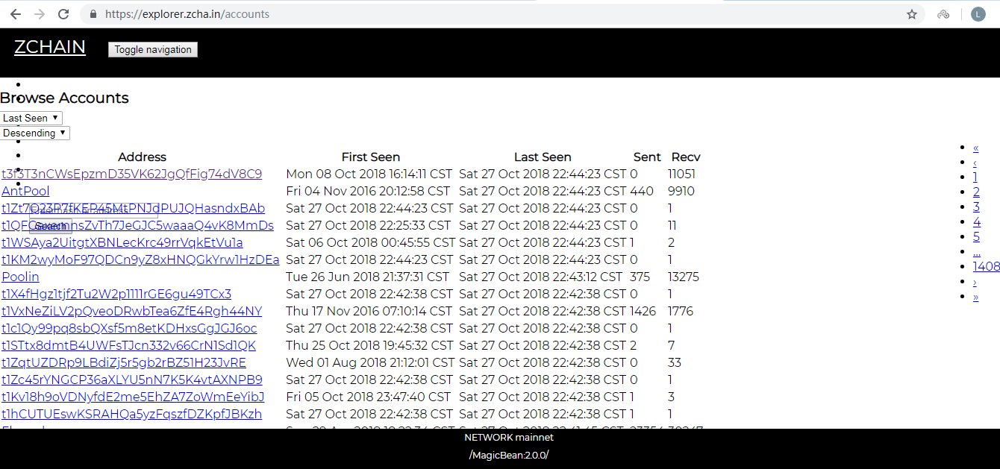 https://explorer.zcha.in/accounts
L
ZCHAIN Toggle navigation
Browse Accounts
Last Seen
Descending
Address First Seen Last Seen Sent Recv
t3f3T3nCWsEpzmD35VK62JgQfFig74dV8C9 Mon 08 Oct 2018 16:14:11 CST Sat 27 Oct 2018 22:44:23 CST 0 11051
AntPool Fri 04 Nov 2016 20:12:58 CST Sat 27 Oct 2018 22:44:23 CST 440 9910
Sat 27 Oct 2018 22:44:23 CST Sat 27 Oct 2018 22:44:23 CST 0 1
Sat 27 Oct 2018 22:25:33 CST Sat 27 Oct 2018 22:44:23 CST 0 11
Search
t1WSAya2UitgtXBNLecKrc49rrVqkEtVu1a Sat 06 Oct 2018 00:45:55 CST Sat 27 Oct 2018 22:44:23 CST 1 2
t1KM2wyMoF97QDCn9yZ8xHNQGkYrw1HzDEa Sat 27 Oct 2018 22:44:23 CST Sat 27 Oct 2018 22:44:23 CST 0 1
Poolin Tue 26 Jun 2018 21:37:31 CST Sat 27 Oct 2018 22:43:12 CST 375 13275
t1X4fHgz1tjf2Tu2W2p1111rGE6gu49TCx3 Sat 27 Oct 2018 22:42:38 CST Sat 27 Oct 2018 22:42:38 CST 0 1
t1VxNeZiLV2pQveoDRwbTea6ZfE4Rgh44NY Thu 17 Nov 2016 07:10:14 CST Sat 27 Oct 2018 22:42:38 CST 1426 1776
t1c1Qy99pq8sbQXsf5m8etKDHxsGgJGJ6oc Sat 27 Oct 2018 22:42:38 CST Sat 27 Oct 2018 22:42:38 CST 0 1
t1STtx8dmtB4UWFsTJcn332v66CrN1Sd1QK Thu 25 Oct 2018 19:45:32 CST Sat 27 Oct 2018 22:42:38 CST 2 7
t1ZqtUZDRp9LBdiZj5r5gb2rBZ51H23JvRE Wed 01 Aug 2018 21:12:01 CST Sat 27 Oct 2018 22:42:38 CST 0 33
t1Zc45rYNGCP36aXLYU5nN7K5K4vtAXNPB9 Sat 27 Oct 2018 22:42:38 CST Sat 27 Oct 2018 22:42:38 CST 0 1
t1Kv18h9oVDNyfdE2me5EhZA7ZoWmEeYibJ Fri 05 Oct 2018 23:47:40 CST Sat 27 Oct 2018 22:42:38 CST 1 3
t1hCUTUEswKSRAHQa5yzFqszfDZKpfJBKzh Sat 27 Oct 2018 22:42:38 CST Sat 27 Oct 2018 22:42:38 CST 1 1
«
‹
1
2
3
4
5
...
1408
›
»
NETWORK mainnet
/MagicBean:2.0.0/